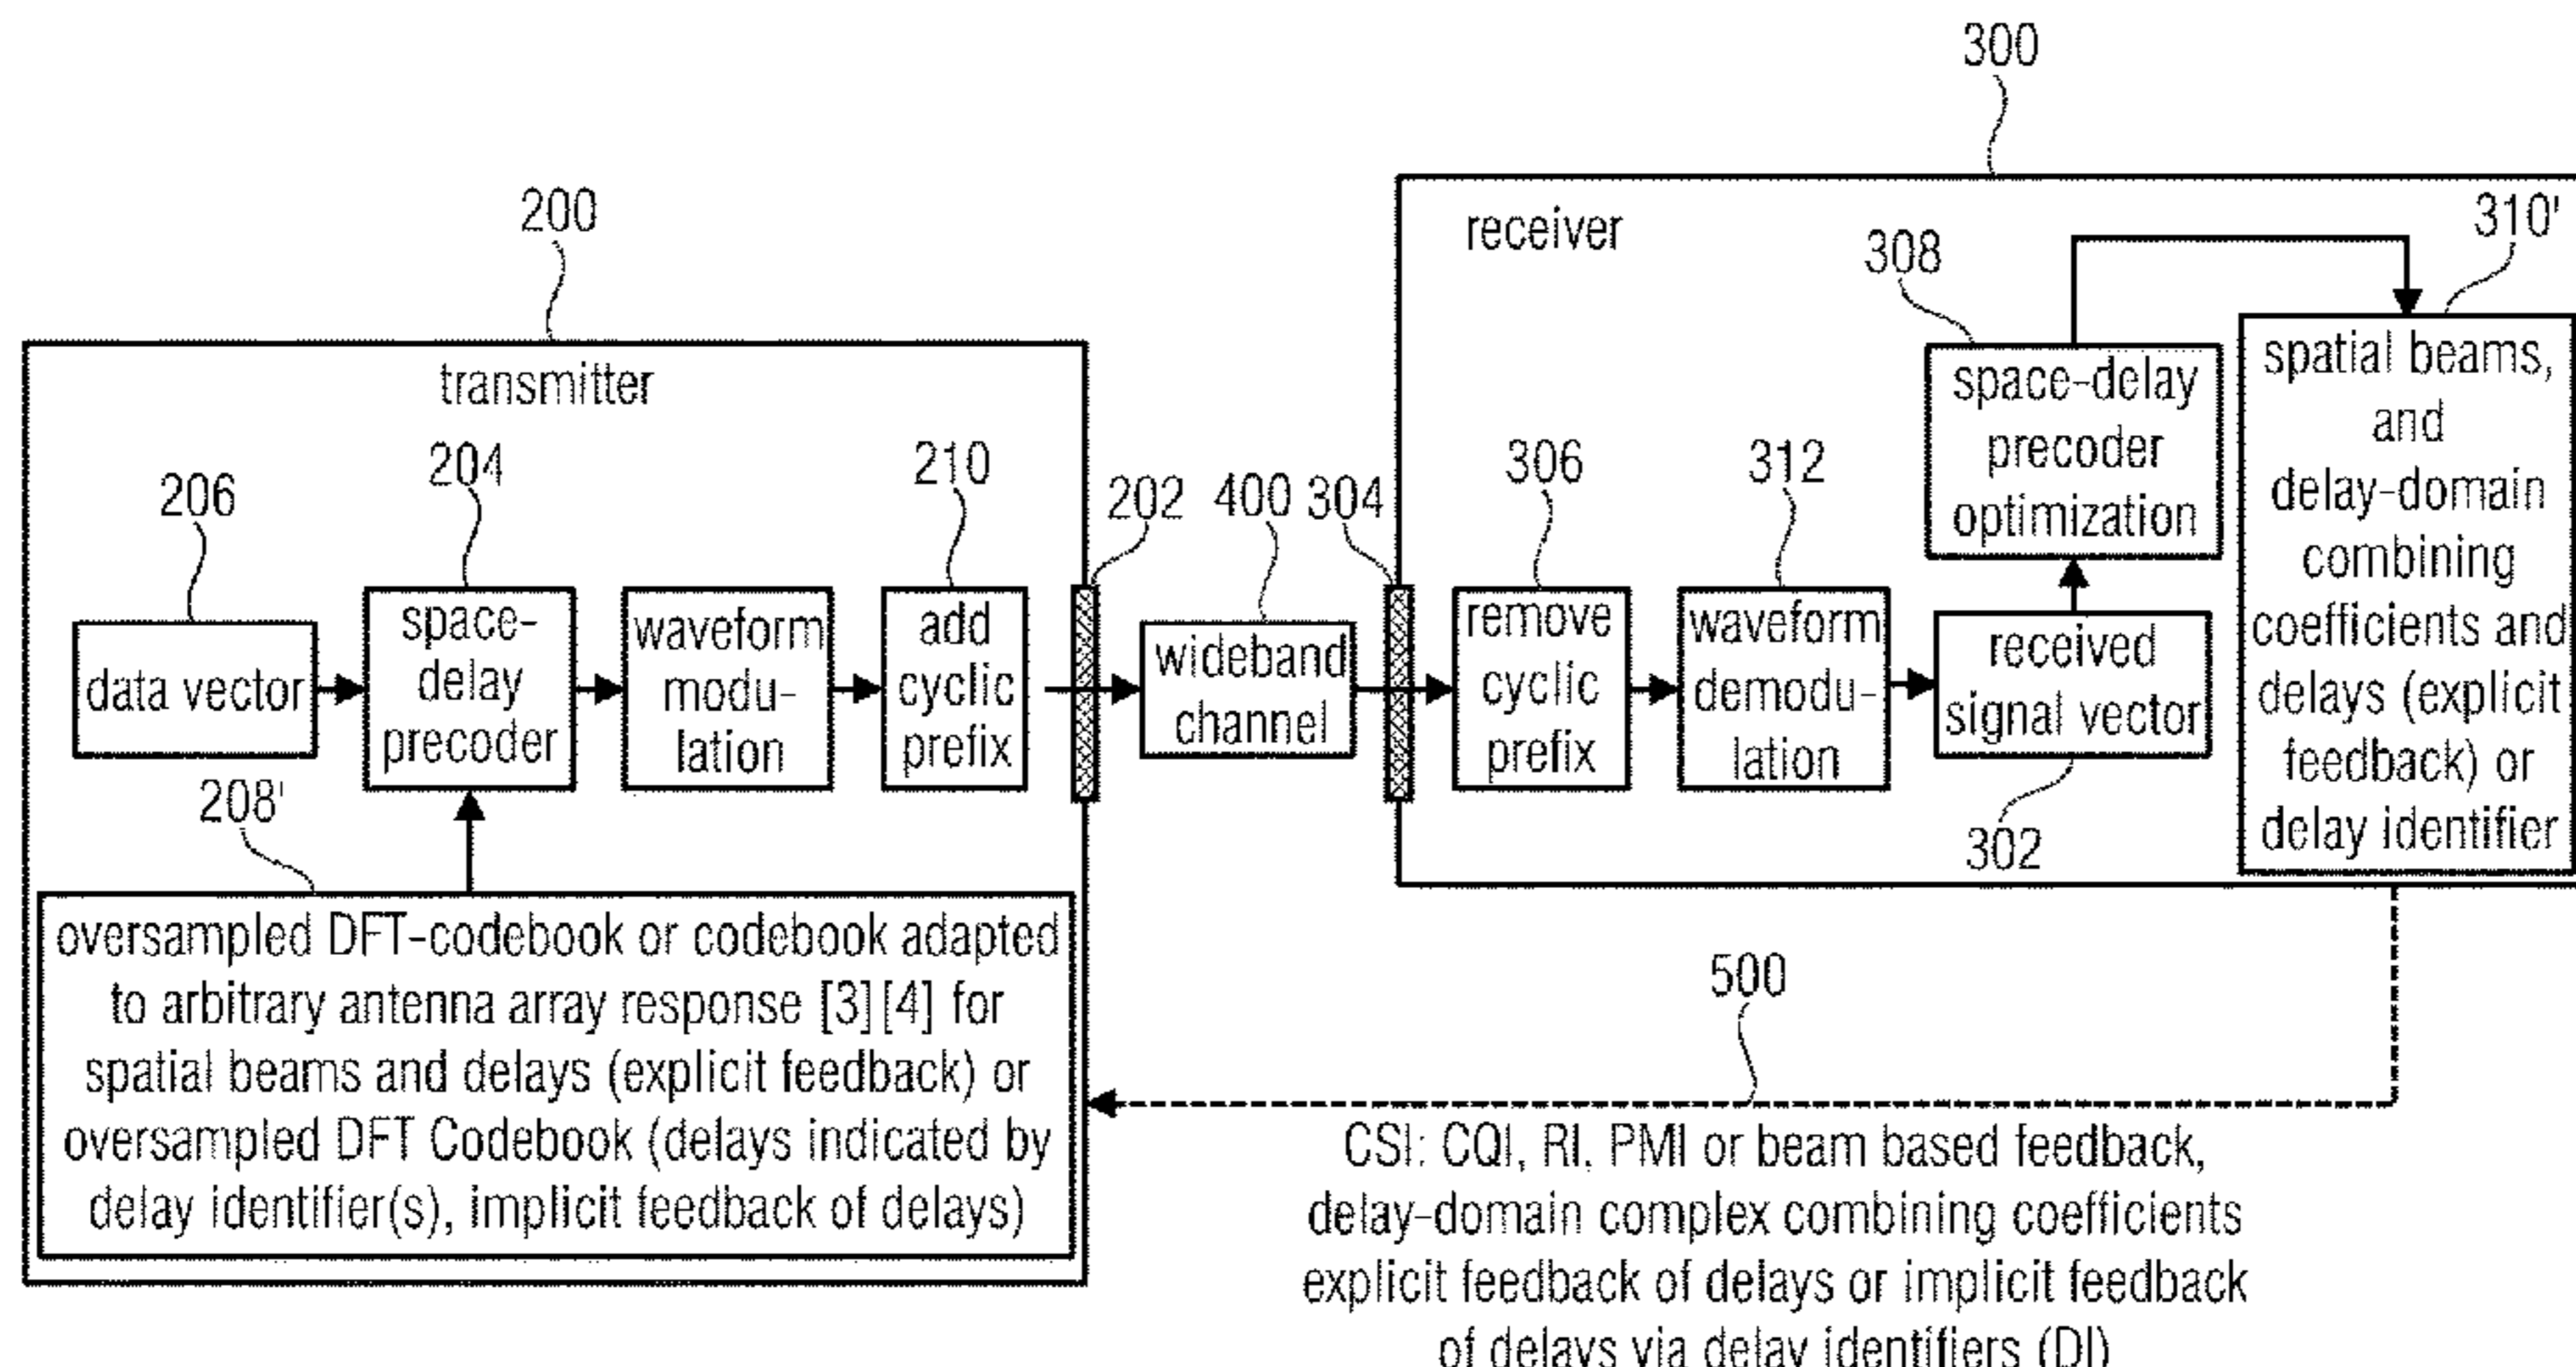 300
200
receiver
310'
308
transmitter
spatial beams,
and
delay-domain
combining
coefficients and
delays (explicit
feedback) or
delay identifier
space-delay
precoder
optimization
206
204
210
202
400
304
306
312
data vector
space-
delay
precoder
waveform
modu-
lation
add
cyclic
prefix
wideband
channel
remove
cyclic
prefix
waveform
demodu-
lation
received
signal vector
302
208'
oversampled DFT-codebook or codebook adapted
to arbitrary antenna array response [3][4] for
spatial beams and delays (explicit feedback) or
oversampled DFT Codebook (delays indicated by
delay identifier(s), implicit feedback of delays)
500
CSI: CQI, RI, PMI or beam based feedback,
delay-domain complex combining coefficients
explicit feedback of delays or implicit feedback
of delays via delay identifiers (DI)